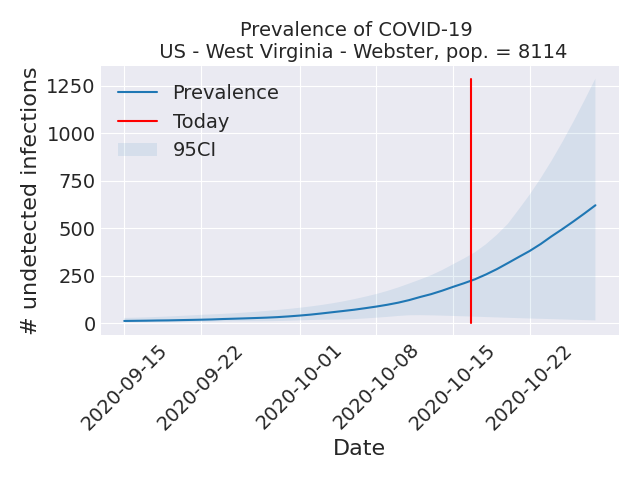 Prevalence of COVID-19
US - West Virginia - Webster, pop. = 8114
# undetected infections
1250
1000
750
500
250
0
Prevalence
Today
95CI
2020-09-15
2020-09-22
2020-10-01
2020-10-08
2020-10-15
2020-10-22
Date